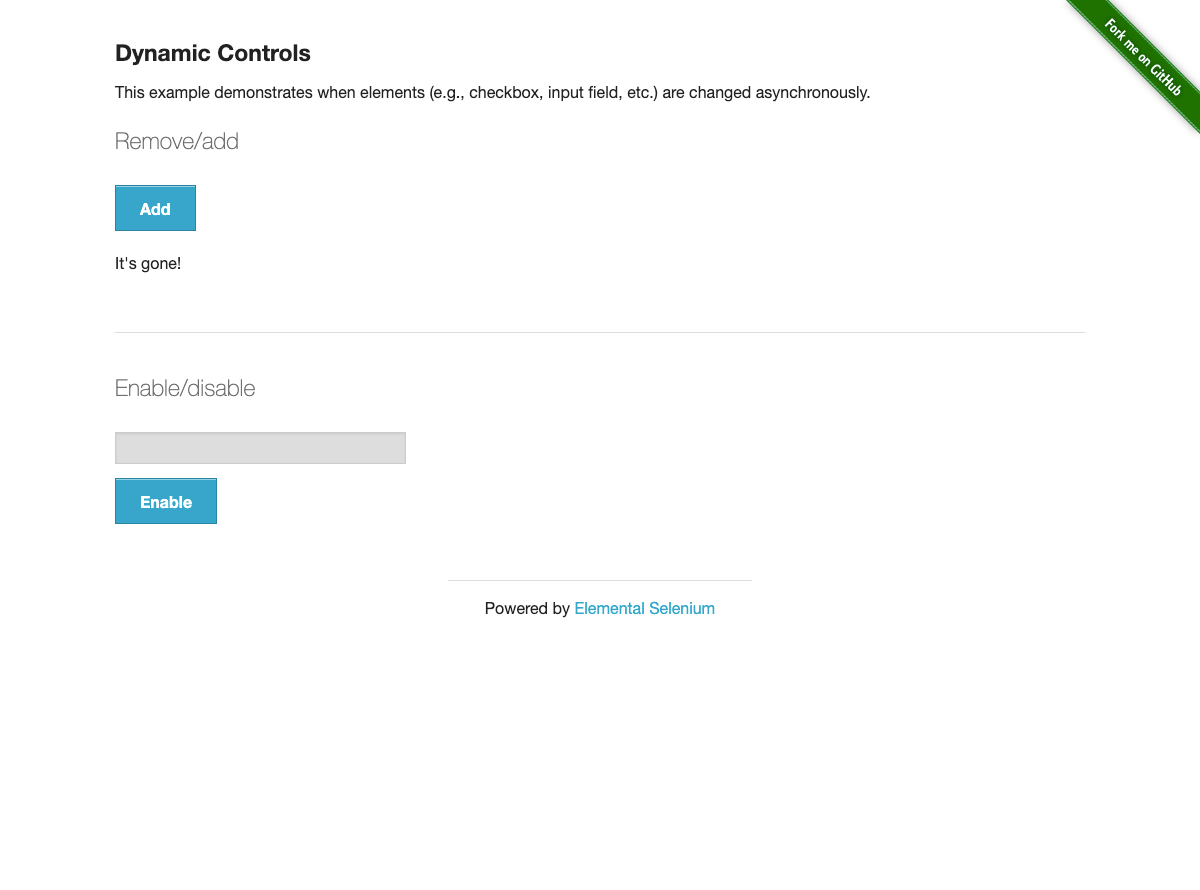 Fork me on GitHub
Dynamic Controls
This example demonstrates when elements (e.g., checkbox, input field, etc.) are changed asynchronously.
Remove/add
Add
It's gone!
Enable/disable
Enable
Powered by Elemental Selenium